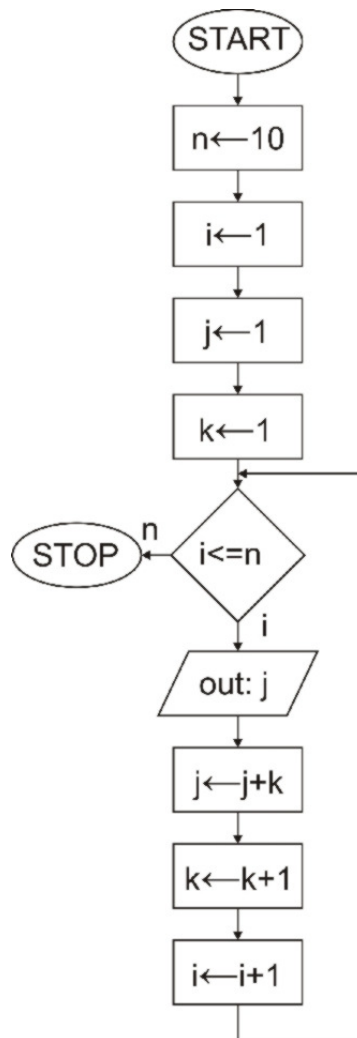 START
n←10
i←1
j←1
k←1
i<=n
n
STOP
i
out: j
j←j+k
k←k+1
i←i+1